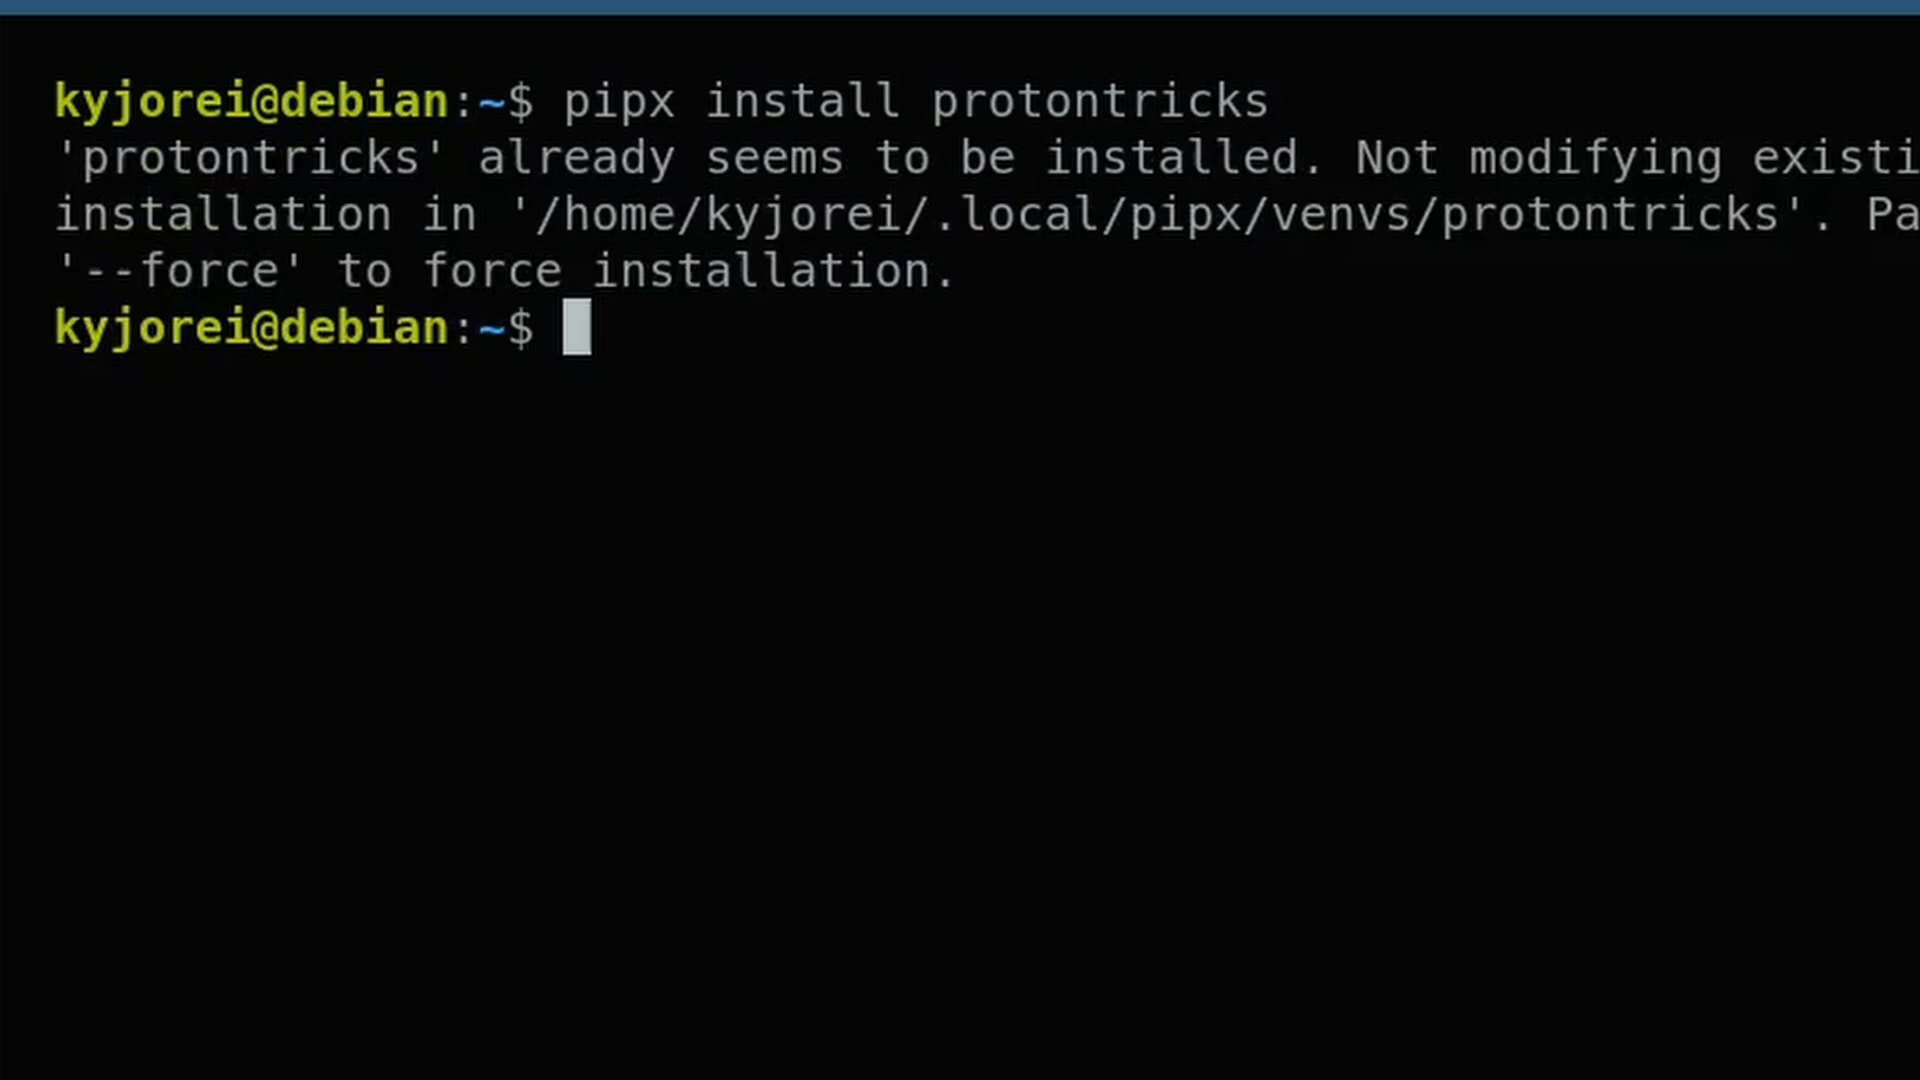 kyjorei@debian:~$ pipx install protontricks
'protontricks' already seems to be installed. Not modifying existi
installation in '/home/kyjorei/.local/pipx/venvs/protontricks'. Pa
'--force' to force installation.
kyjorei@debian:~$